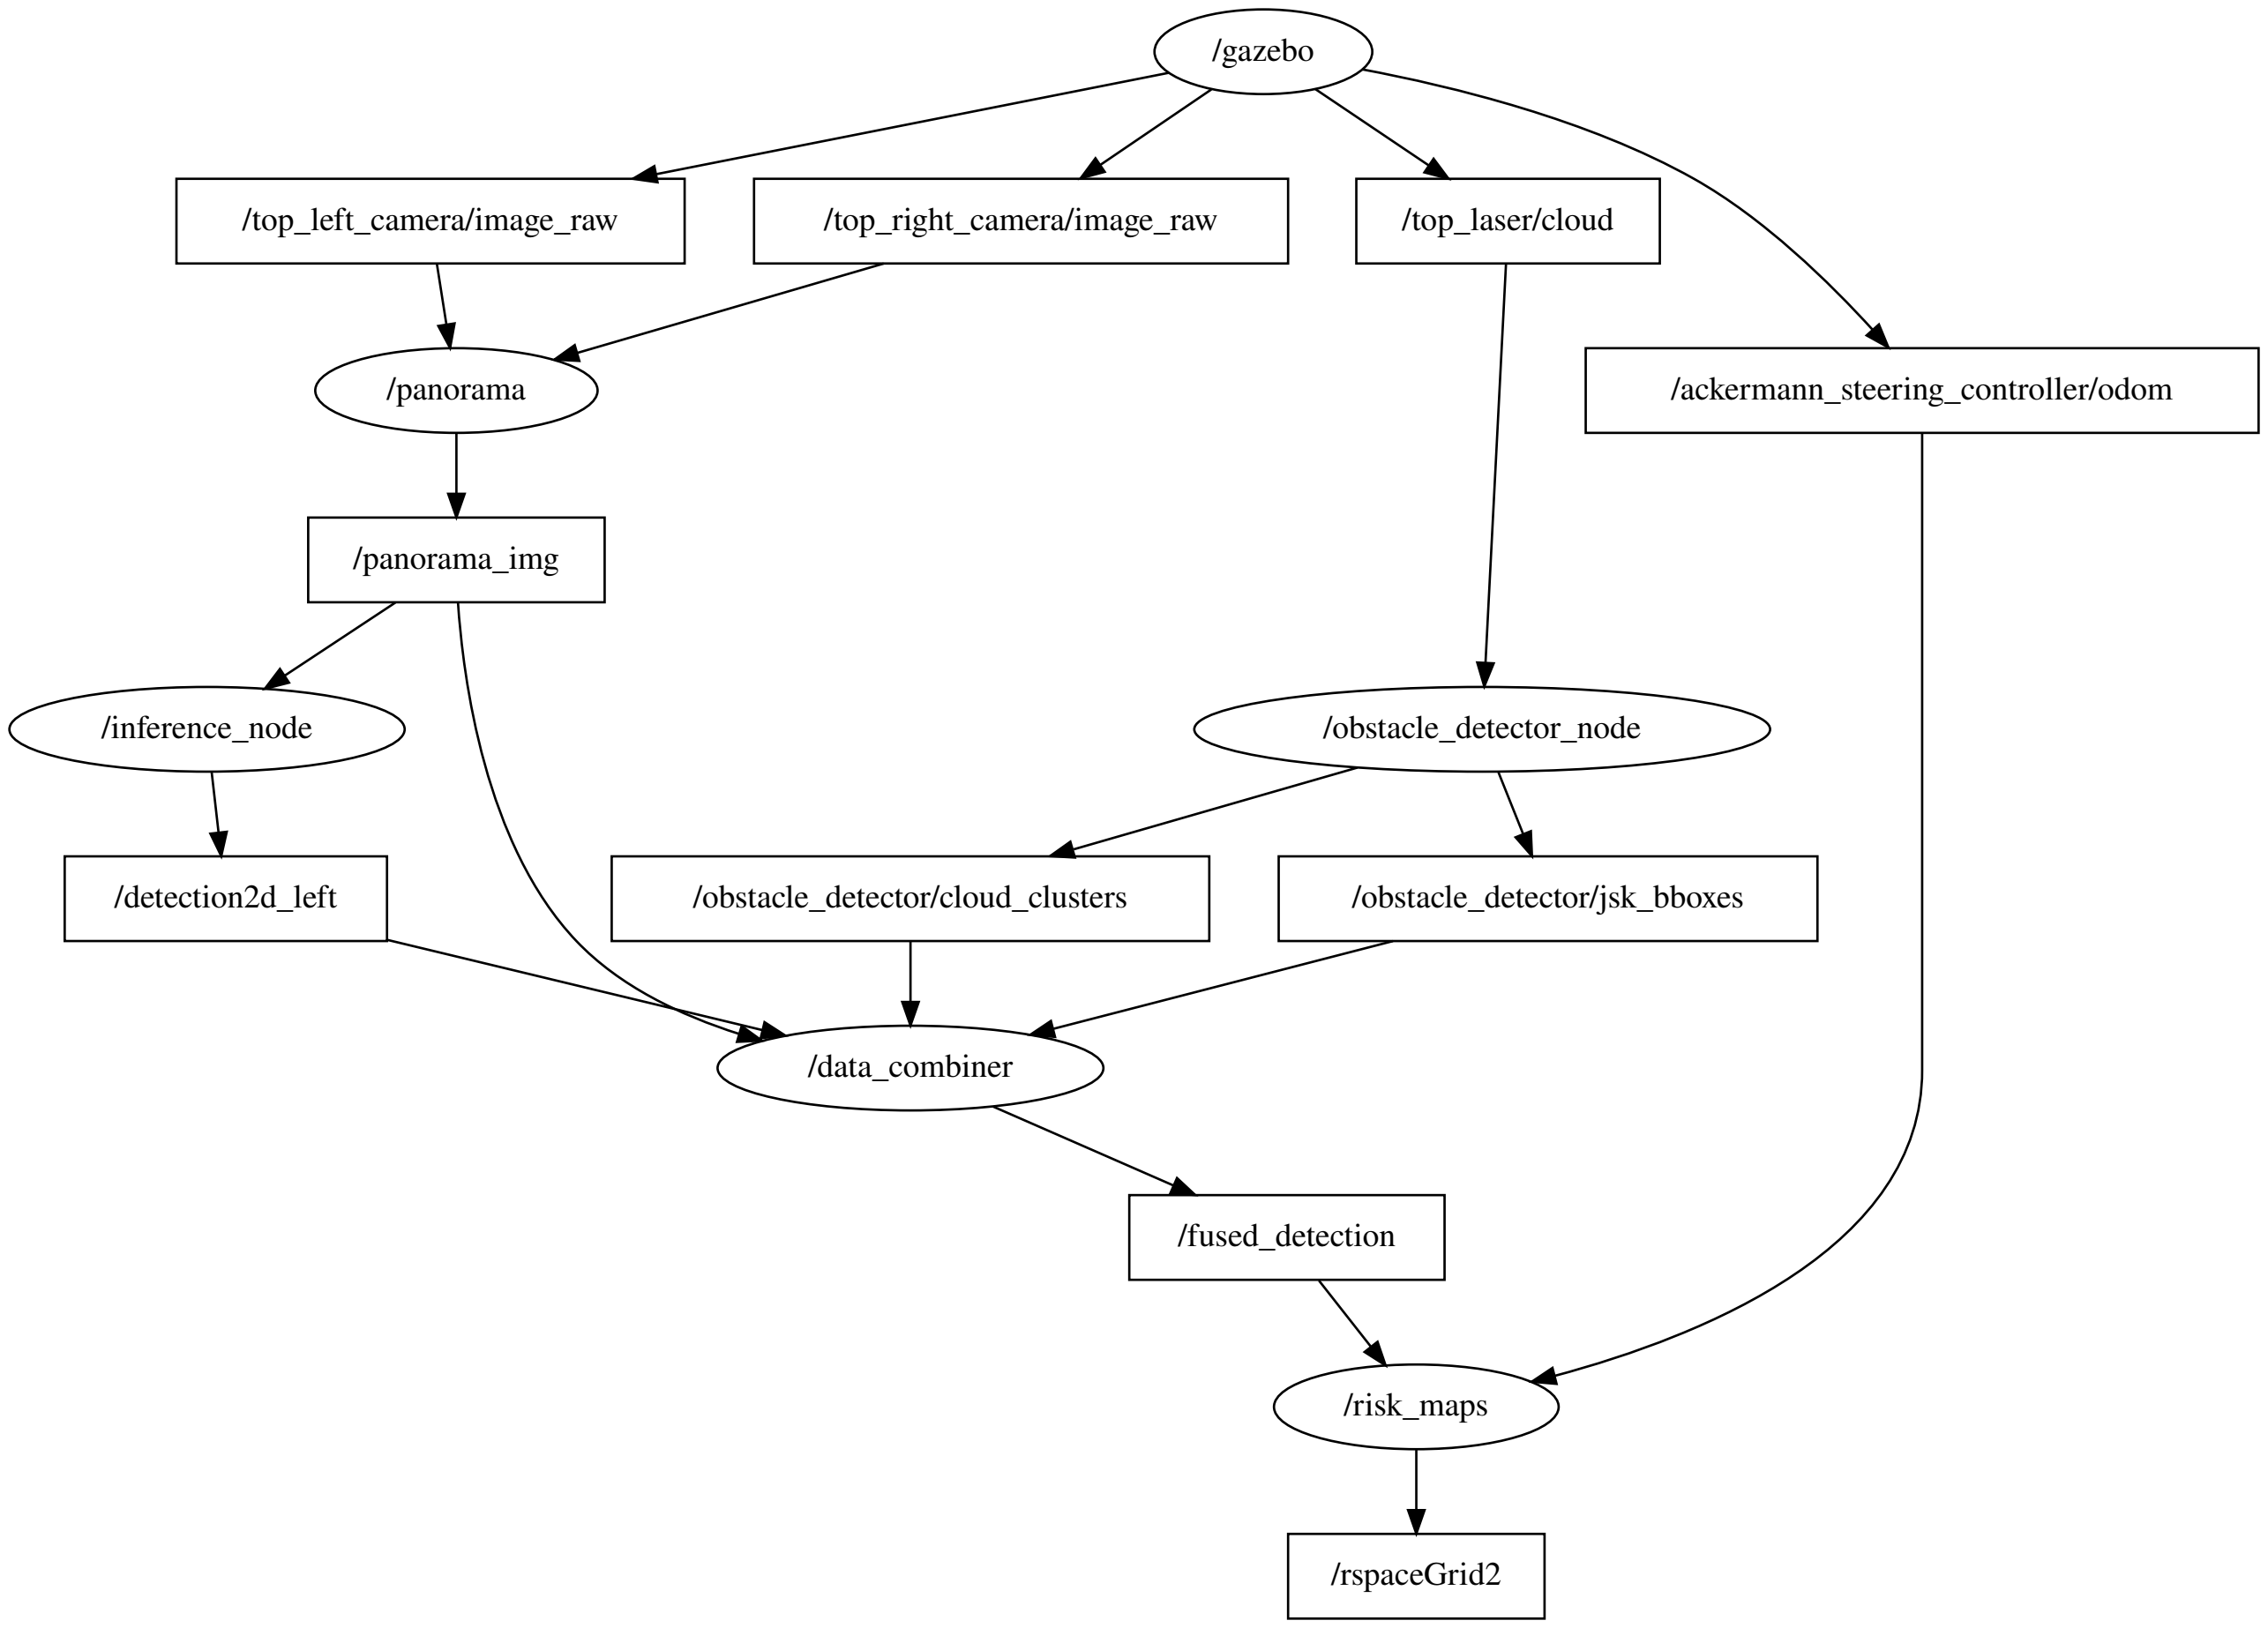 /gazebo
/top_left_camera/image_raw
/top_right_camera/image_raw
/top_laser/cloud
/panorama
/ackermann_steering_controller/odom
/panorama_img
/inference_node
/obstacle_detector_node
/detection2d_left
/obstacle_detector/cloud_clusters
/obstacle_detector/jsk_bboxes
/data_combiner
/fused_detection
/risk_maps
/rspaceGrid2